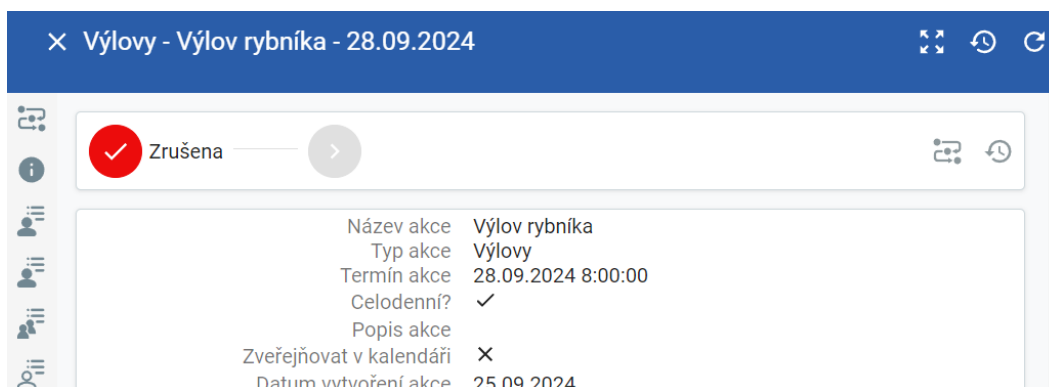 Výlovy - Výlov rybníka - 28.09.2024
Zrušena
Název akce Výlov rybníka
Typ akce Výlovy
Termín akce 28.09.2024 8:00:00
Celodenní?
Popis akce
Zveřejňovat v kalendáři
Datum vytvoření akce 25.09.2024